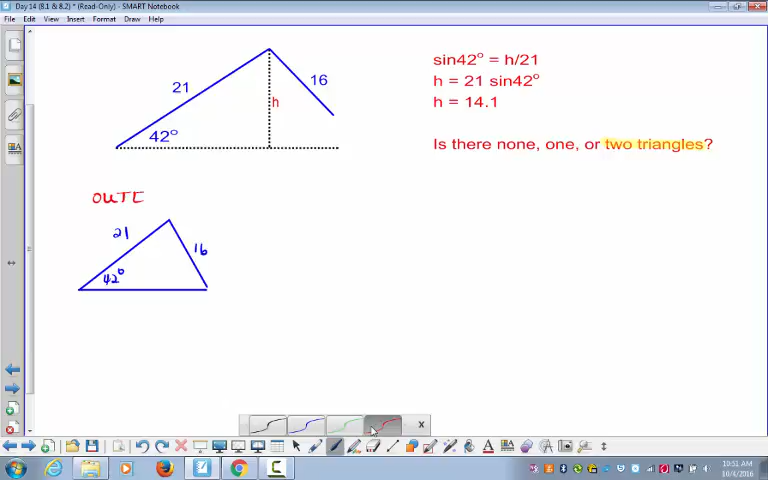 Day 14 (8.1 & 8.2) * (Read-Only) - SMART Notebook
File Edit View Insert Format Draw Help
21
16
h
42°
sin42° = h/21
h = 21 sin42°
h = 14.1
Is there none, one, or two triangles?
OUTE
21
16
42°
x
10:51 AM
10/4/2016